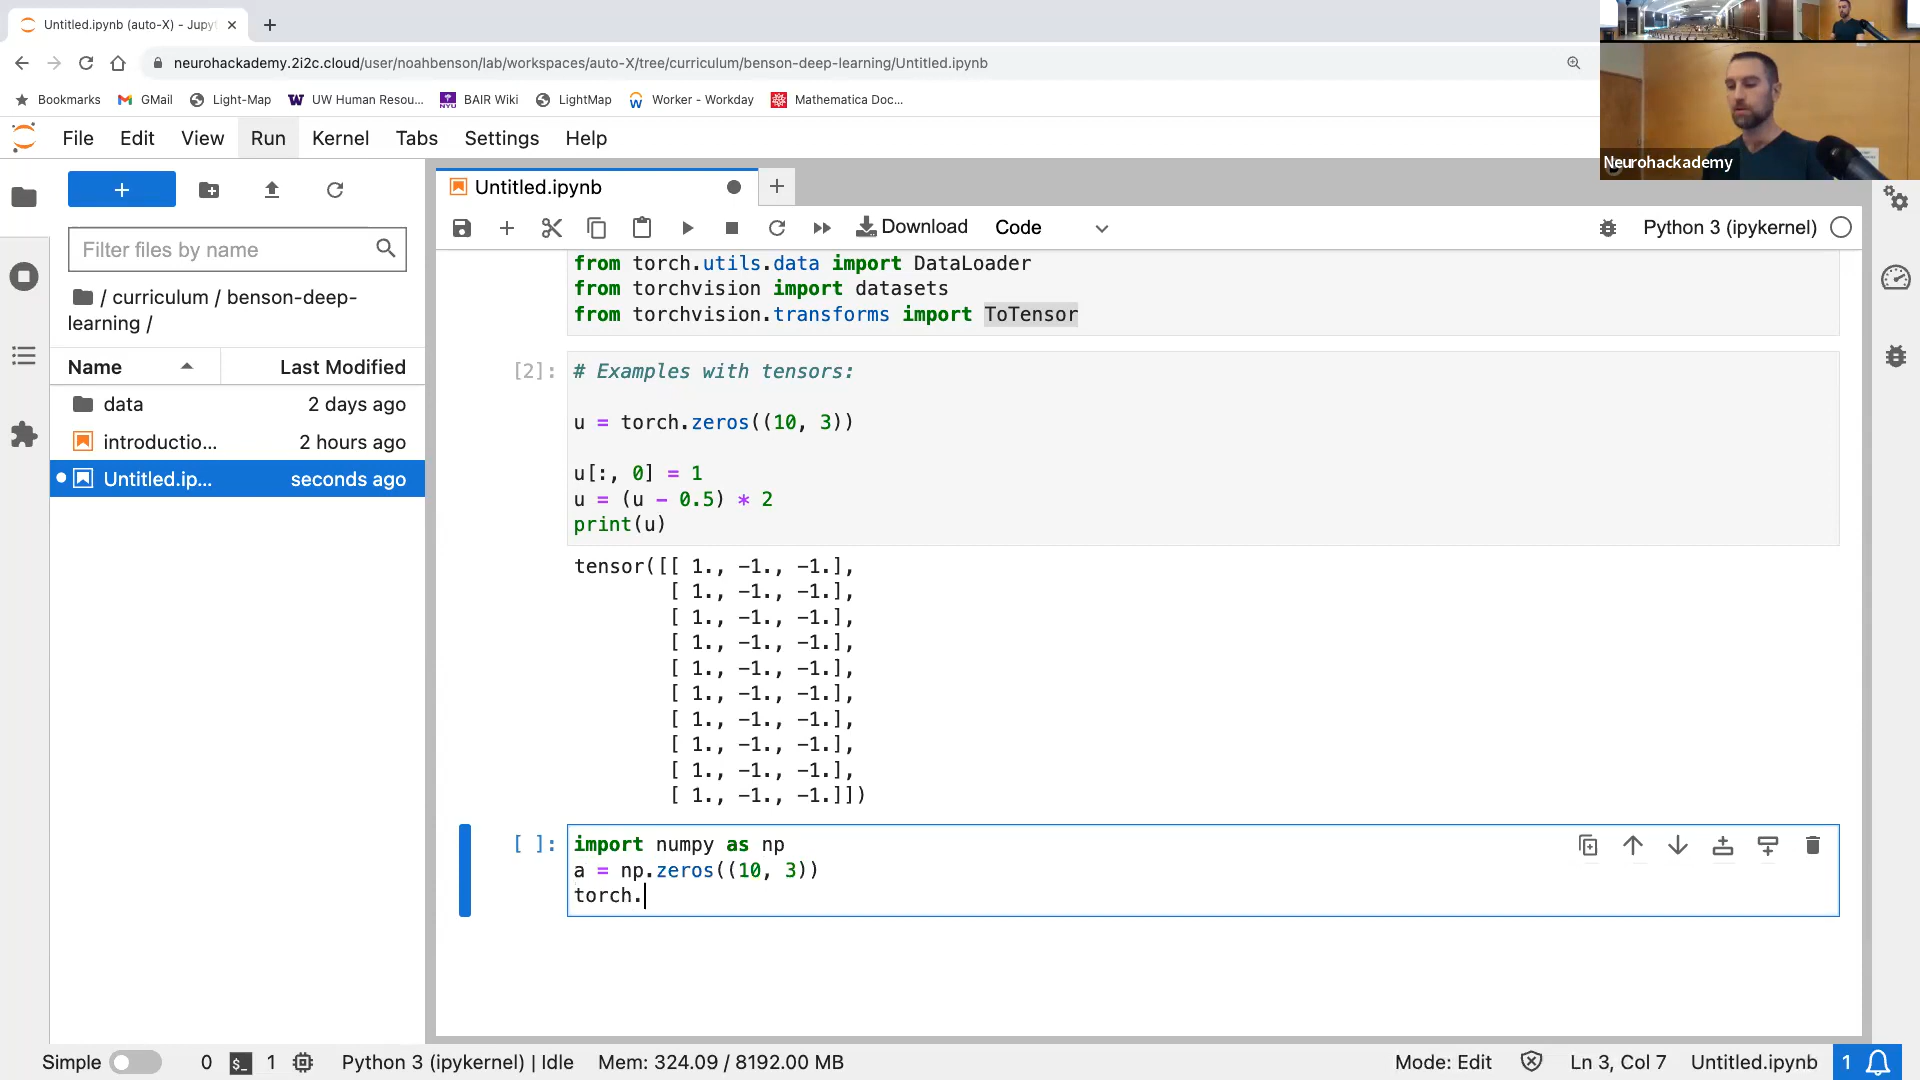 Untitled.ipynb (auto-X) - Jupyt
neurohackademy.2i2c.cloud/user/noahbenson/lab/workspaces/auto-X/tree/curriculum/benson-deep-learning/Untitled.ipynb
Bookmarks GMail Light-Map UW Human Resou... BAIR Wiki LightMap Worker - Workday Mathematica Doc...
File Edit View Run Kernel Tabs Settings Help
Neurohackademy
Untitled.ipynb
Download Code Python 3 (ipykernel)
Filter files by name
/ curriculum / benson-deep-
learning /
Name Last Modified
data 2 days ago
introductio... 2 hours ago
Untitled.ip... seconds ago
from torch.utils.data import DataLoader
from torchvision import datasets
from torchvision.transforms import ToTensor
[2]: # Examples with tensors:
u = torch.zeros((10, 3))
u[:, 0] = 1
u = (u - 0.5) * 2
print(u)
tensor([[ 1., -1., -1.],
[ 1., -1., -1.],
[ 1., -1., -1.],
[ 1., -1., -1.],
[ 1., -1., -1.],
[ 1., -1., -1.],
[ 1., -1., -1.],
[ 1., -1., -1.],
[ 1., -1., -1.],
[ 1., -1., -1.]])
[ ]: import numpy as np
a = np.zeros((10, 3))
torch.
Simple 0 $_ 1 Python 3 (ipykernel) | Idle Mem: 324.09 / 8192.00 MB Mode: Edit Ln 3, Col 7 Untitled.ipynb 1